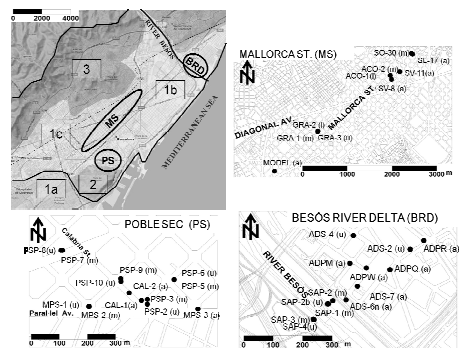 0 2000 4000
RIVER BESÒS
BRD
3
1b
MS
1c
MEDITERRANEAN SEA
PS
1a
2
MALLORCA ST. (MS)
N
SO-30 (m)
SL-17 (a)
ACO-2 (m)
ACO-1(l)
SV-11(a)
SV-8 (a)
MALLORCA ST.
DIAGONAL AV.
GRA-2 (l)
GRA-1 (m) GRA-3 (u)
MODEL (a)
0 1000 2000 3000 m
POBLE SEC (PS)
N
Calabria St.
PSP-8(u)
PSP-7 (m)
PSP-9 (m)
PSP-6 (u)
PSP-10 (u)
CAL-2 (a)
PSP-5 (m)
MPS-1 (u)
CAL-1(a)
PSP-3 (m)
Paral·lel Av.
MPS 2 (m)
PSP-2 (u)
MPS 3 (a)
0 100 200 300 m
BESÒS RIVER DELTA (BRD)
N
ADS-4 (u)
ADS-2 (u)
ADPR (a)
ADPM (a)
ADPQ (a)
ADPW (a)
RIVER BESÒS
SAP-2 (m)
ADS-7 (a)
SAP-2b (u)
ADS-6n (a)
SAP-1 (m)
SAP-3 (m)
SAP-4(u)
0 100 200 300 m